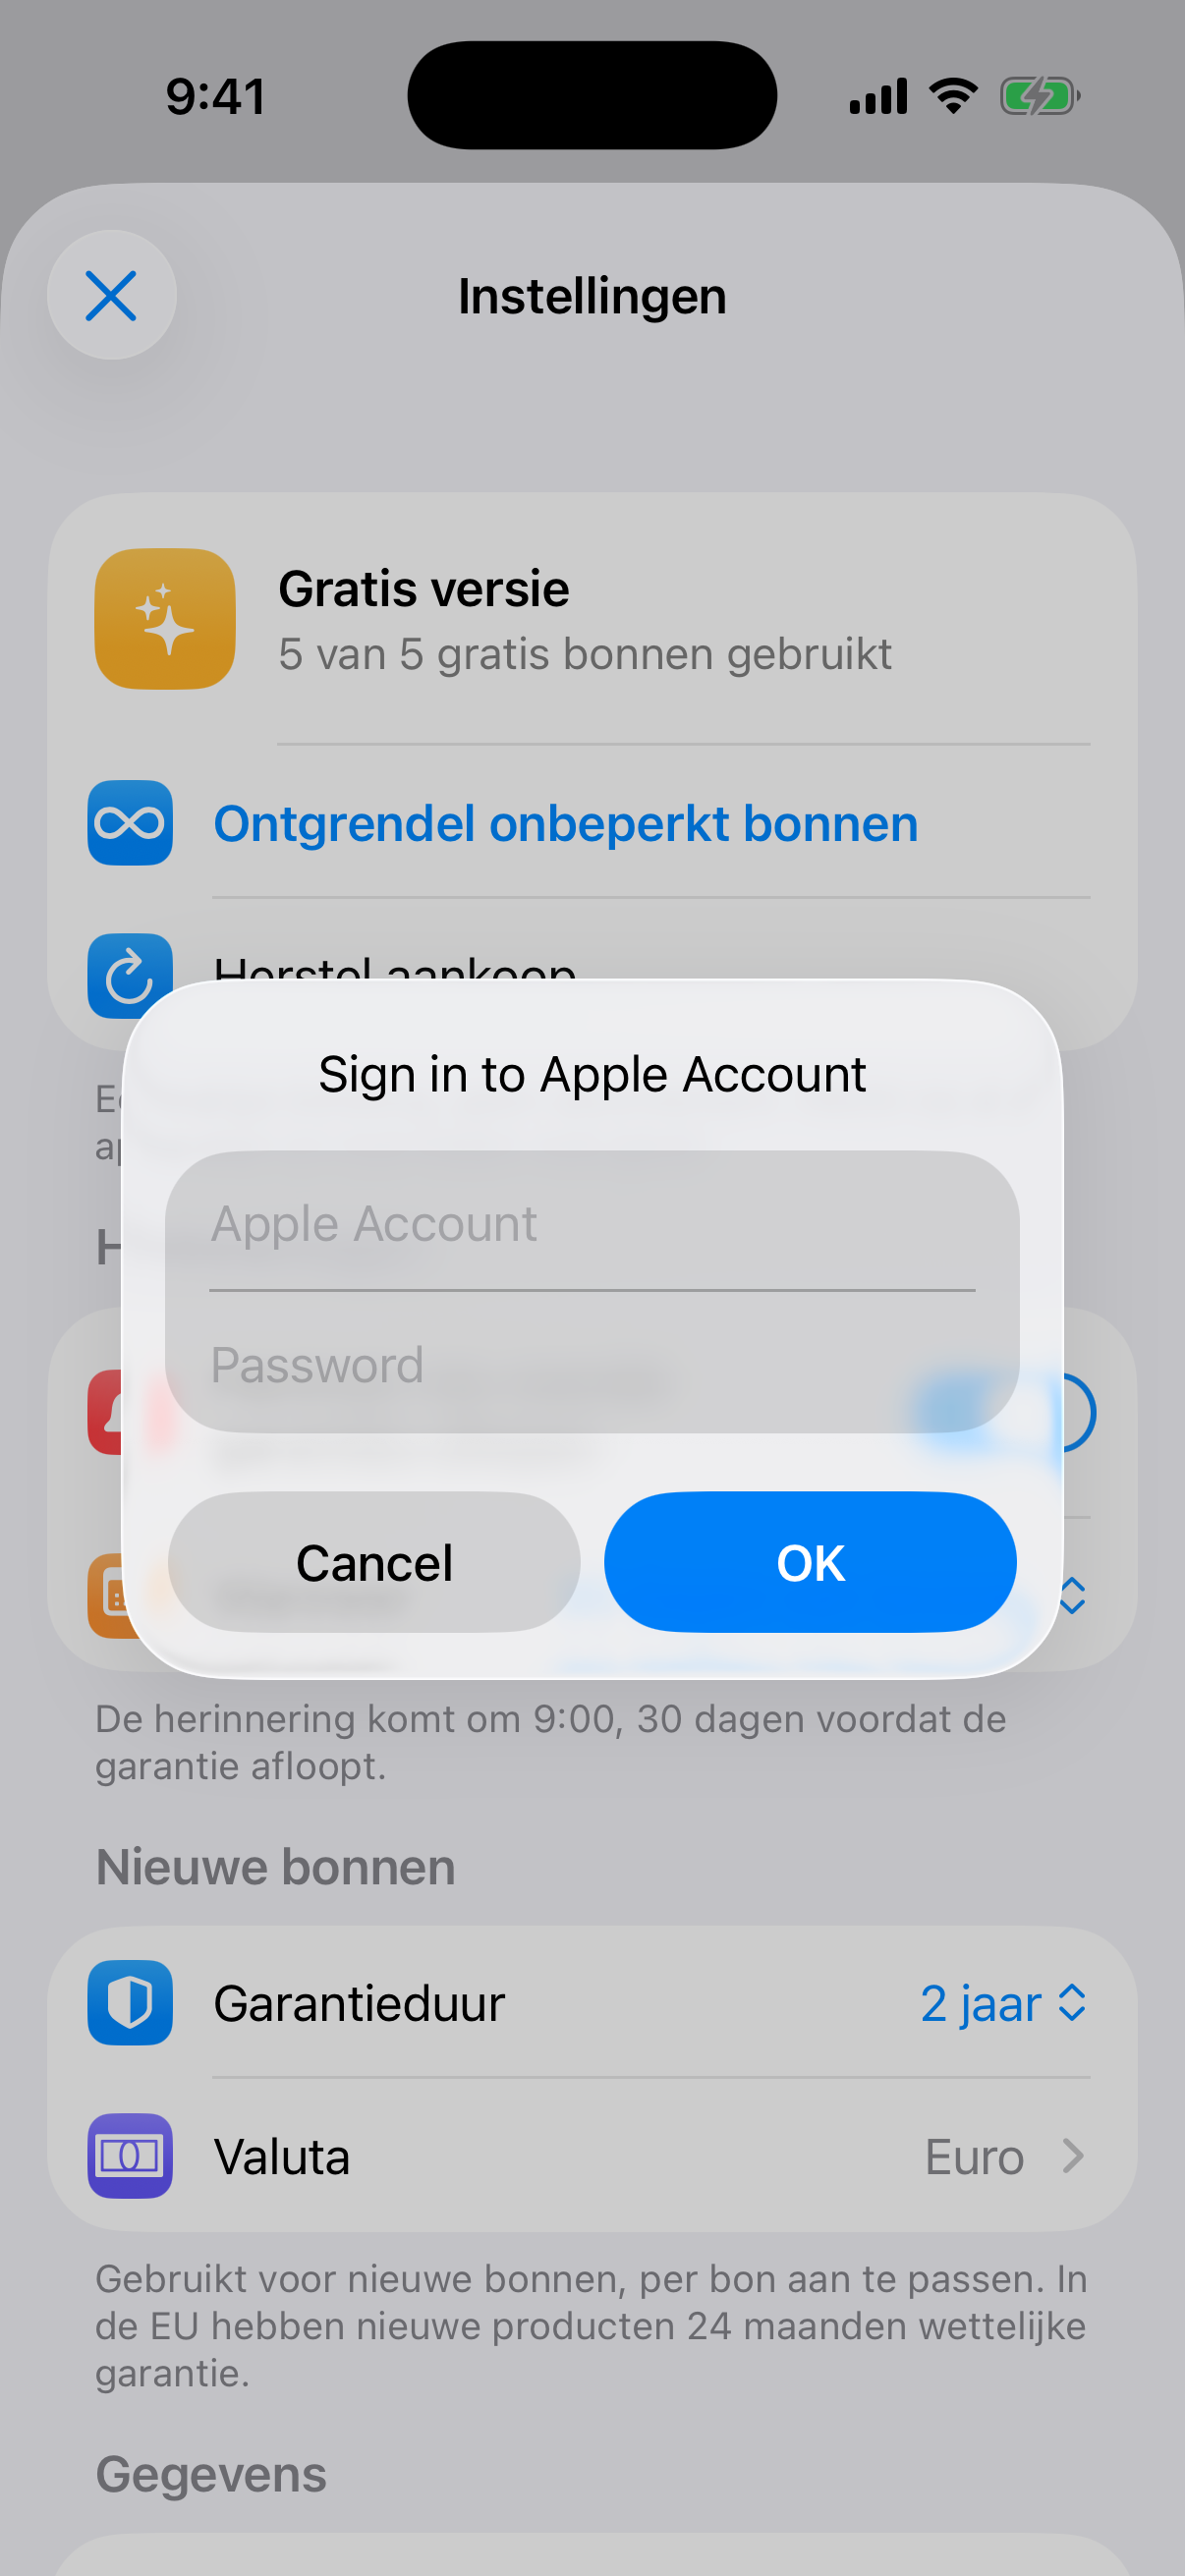 9:41
Instellingen
Gratis versie
5 van 5 gratis bonnen gebruikt
Ontgrendel onbeperkt bonnen
Herstel aankoop
Sign in to Apple Account
Apple Account
Password
Cancel
OK
De herinnering komt om 9:00, 30 dagen voordat de
garantie afloopt.
Nieuwe bonnen
Garantieduur
2 jaar
Valuta
Euro
Gebruikt voor nieuwe bonnen, per bon aan te passen. In
de EU hebben nieuwe producten 24 maanden wettelijke
garantie.
Gegevens